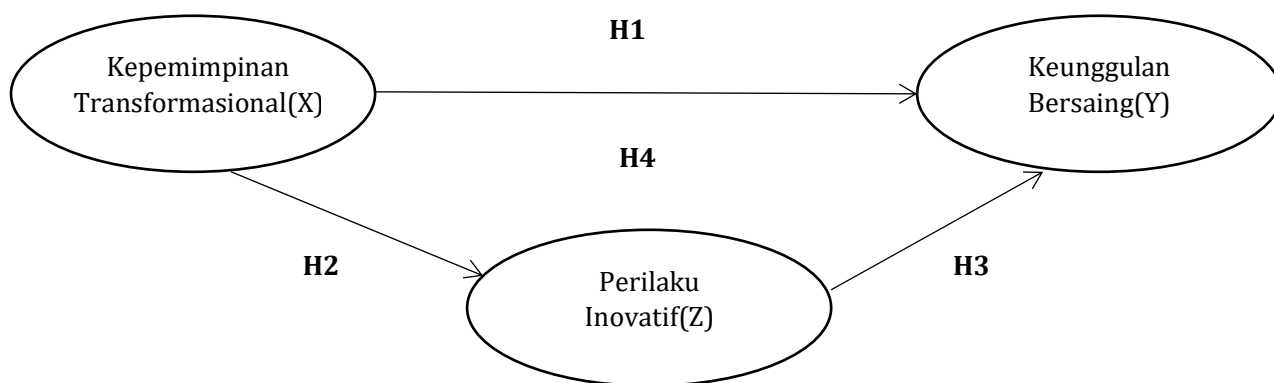 H1
Kepemimpinan
Transformasional(X)
Keunggulan
Bersaing(Y)
H4
H2
H3
Perilaku
Inovatif(Z)